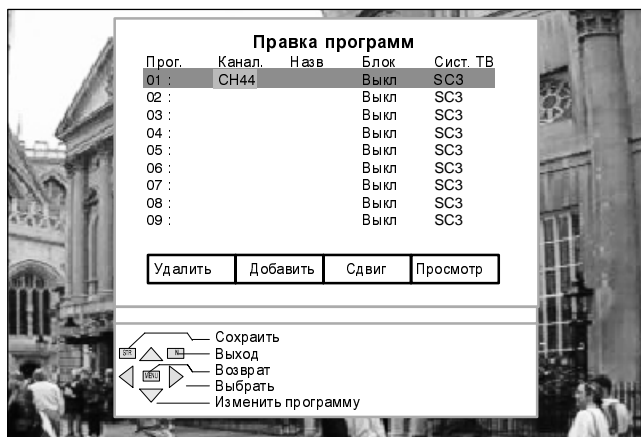 Правка программ
Прог. Канал. Назв Блок Сист. ТВ
01 : CH44 Выкл SC3
02 : Выкл SC3
03 : Выкл SC3
04 : Выкл SC3
05 : Выкл SC3
06 : Выкл SC3
07 : Выкл SC3
08 : Выкл SC3
09 : Выкл SC3
Удалить Добавить Сдвиг Просмотр
Сохраить
STR N Выход
MENU Возврат
Выбрать
Изменить программу